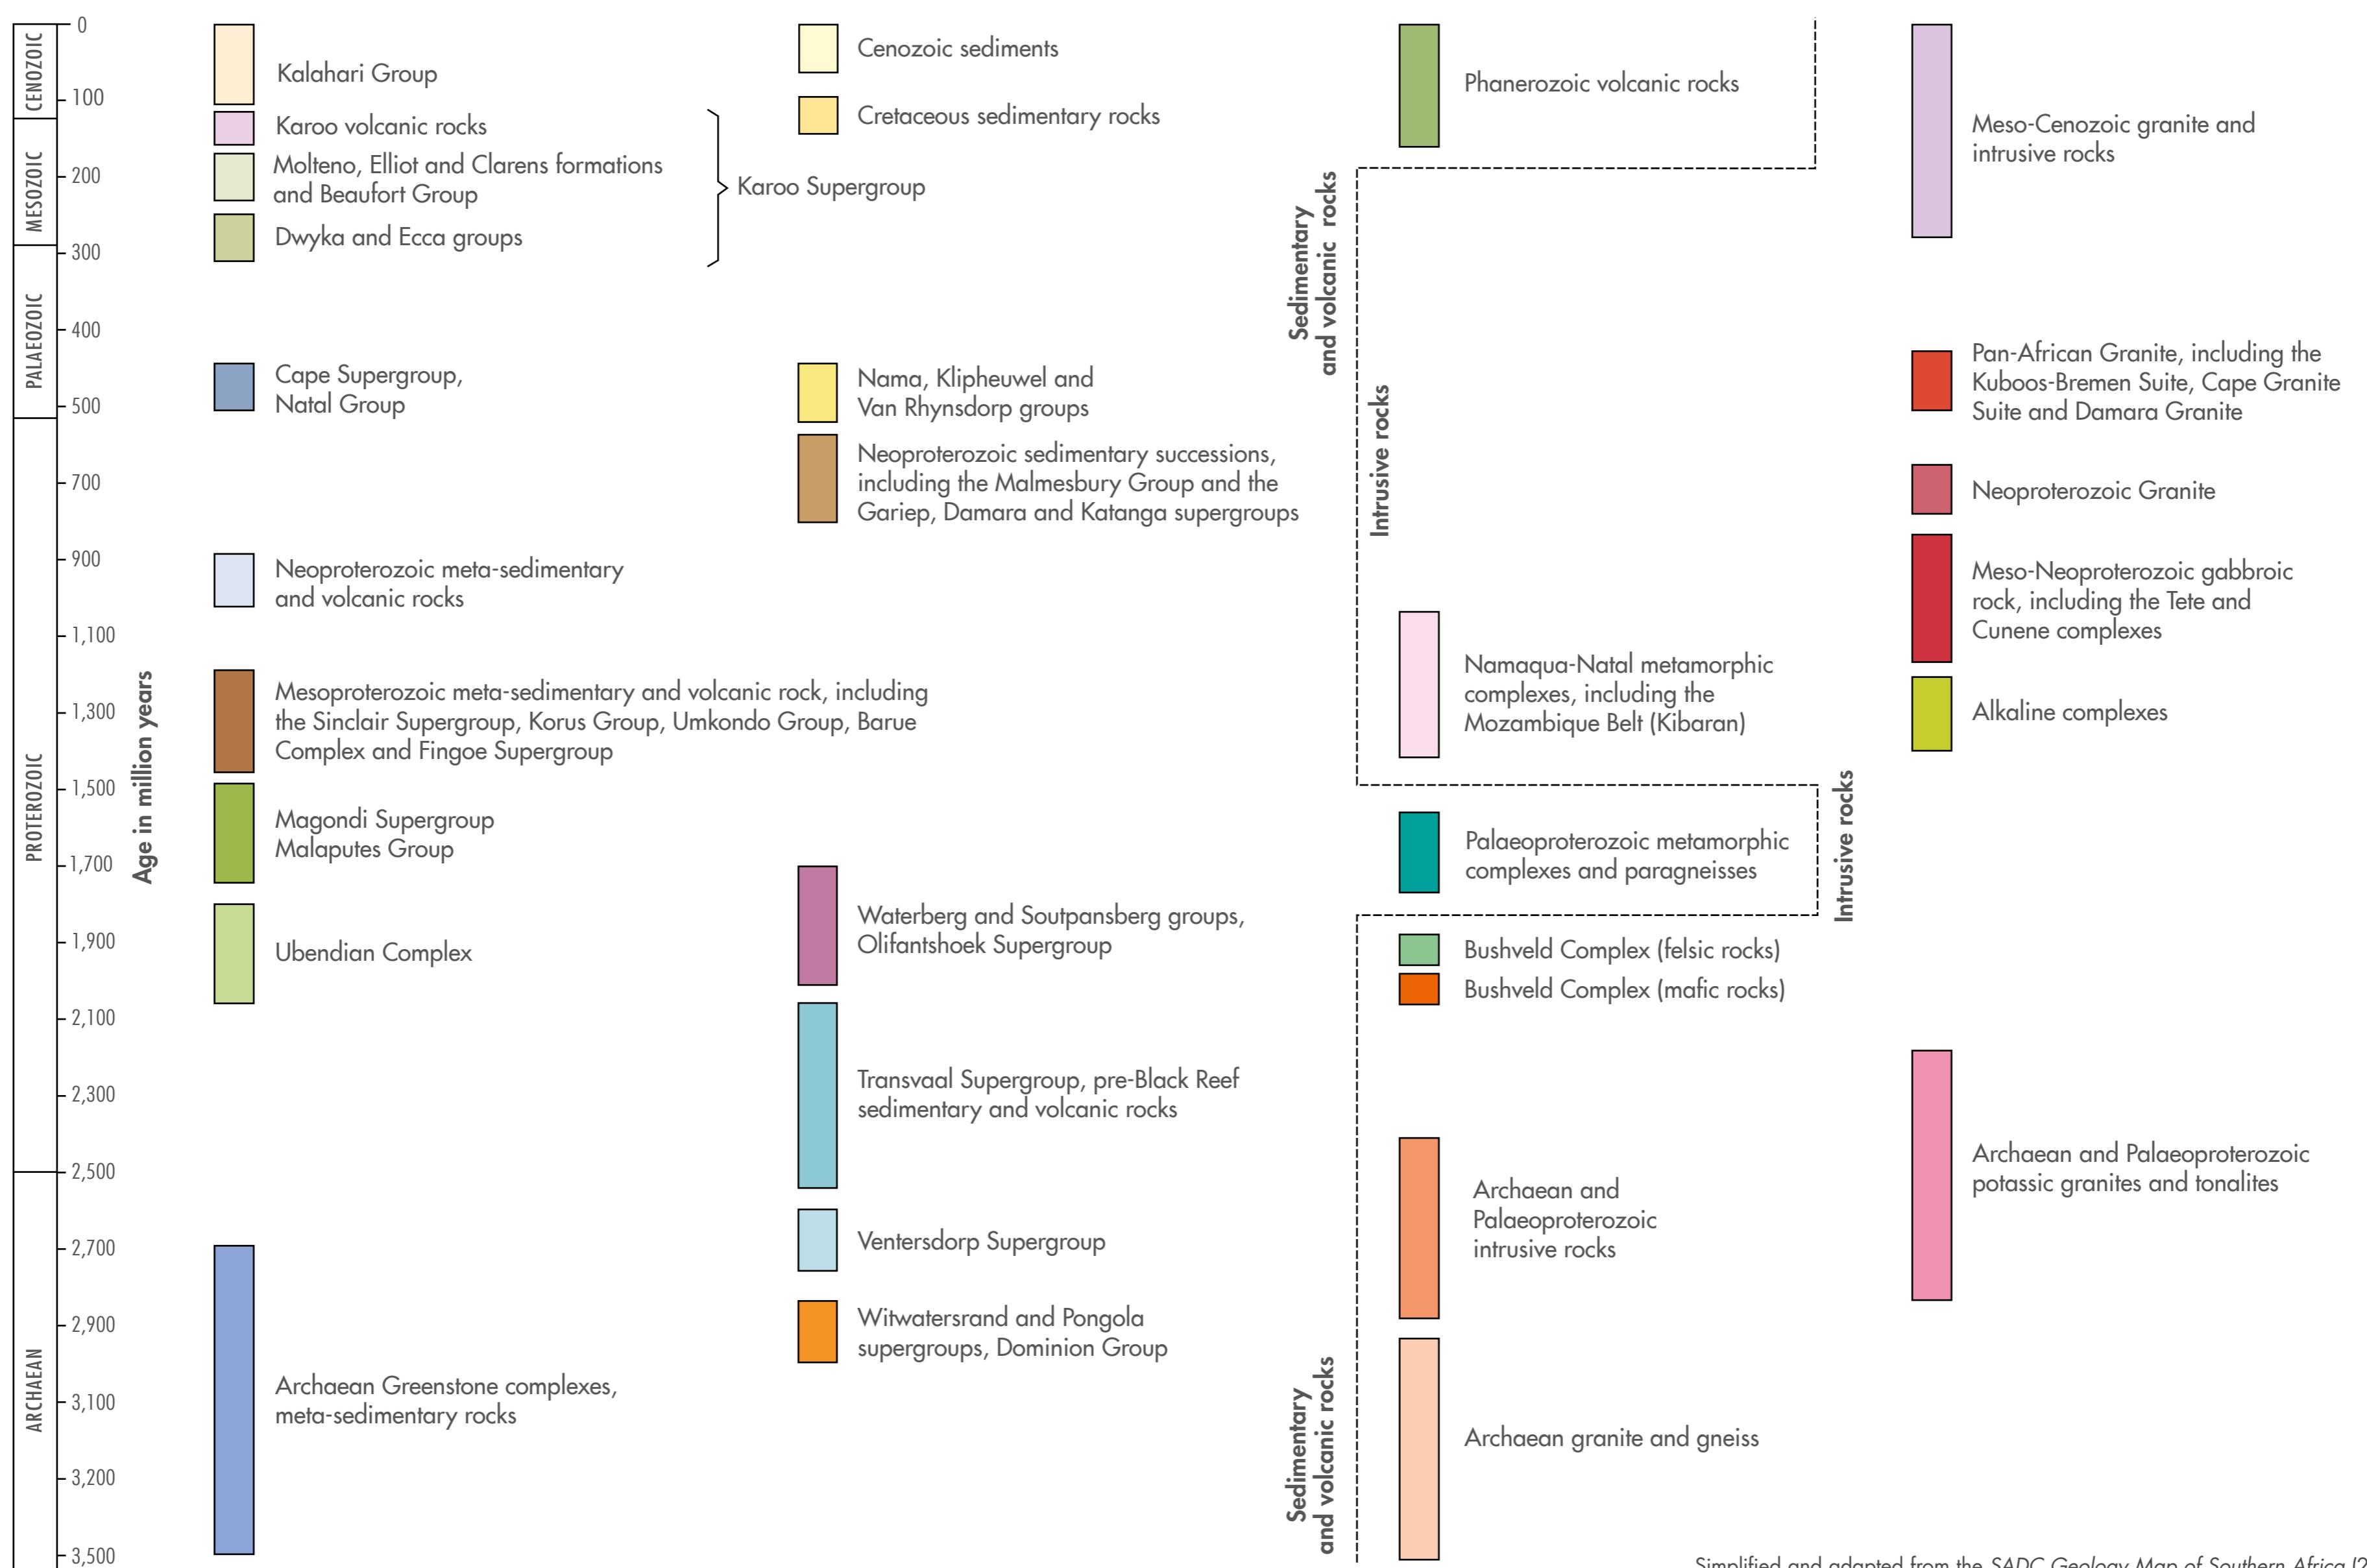 CENOZOIC
MESOZOIC
PALAEOZOIC
PROTEROZOIC
ARCHAEAN
0
100
200
300
400
500
700
900
1,100
1,300
1,500
1,700
1,900
2,100
2,300
2,500
2,700
2,900
3,100
3,200
3,500
Age in million years
Kalahari Group
Karoo volcanic rocks
Molteno, Elliot and Clarens formations
and Beaufort Group
Dwyka and Ecca groups
Karoo Supergroup
Cape Supergroup,
Natal Group
Neoproterozoic meta-sedimentary
and volcanic rocks
Mesoproterozoic meta-sedimentary and volcanic rock, including
the Sinclair Supergroup, Korus Group, Umkondo Group, Barue
Complex and Fingoe Supergroup
Magondi Supergroup
Malaputes Group
Ubendian Complex
Archaean Greenstone complexes,
meta-sedimentary rocks
Cenozoic sediments
Cretaceous sedimentary rocks
Nama, Klipheuwel and
Van Rhynsdorp groups
Neoproterozoic sedimentary successions,
including the Malmesbury Group and the
Gariep, Damara and Katanga supergroups
Waterberg and Soutpansberg groups,
Olifantshoek Supergroup
Transvaal Supergroup, pre-Black Reef
sedimentary and volcanic rocks
Ventersdorp Supergroup
Witwatersrand and Pongola
supergroups, Dominion Group
Sedimentary
and volcanic rocks
Intrusive rocks
Sedimentary
and volcanic rocks
Phanerozoic volcanic rocks
Namaqua-Natal metamorphic
complexes, including the
Mozambique Belt (Kibaran)
Palaeoproterozoic metamorphic
complexes and paragneisses
Intrusive rocks
Bushveld Complex (felsic rocks)
Bushveld Complex (mafic rocks)
Archaean and
Palaeoproterozoic
intrusive rocks
Archaean granite and gneiss
Meso-Cenozoic granite and
intrusive rocks
Pan-African Granite, including the
Kuboos-Bremen Suite, Cape Granite
Suite and Damara Granite
Neoproterozoic Granite
Meso-Neoproterozoic gabbroic
rock, including the Tete and
Cunene complexes
Alkaline complexes
Archaean and Palaeoproterozoic
potassic granites and tonalites
Simplified and adapted from the SADC Geology Map of Southern Africa (2